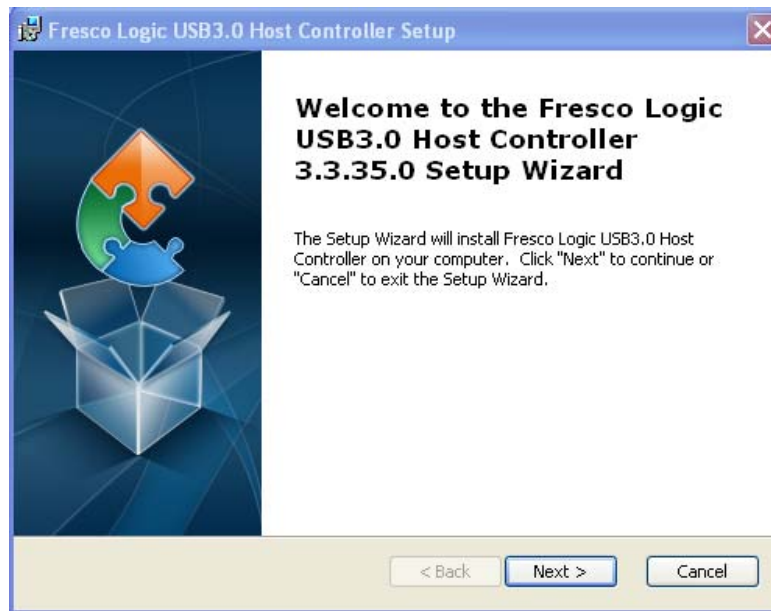 Fresco Logic USB3.0 Host Controller Setup
Welcome to the Fresco Logic
USB3.0 Host Controller
3.3.35.0 Setup Wizard
The Setup Wizard will install Fresco Logic USB3.0 Host
Controller on your computer. Click "Next" to continue or
"Cancel" to exit the Setup Wizard.
< Back Next > Cancel